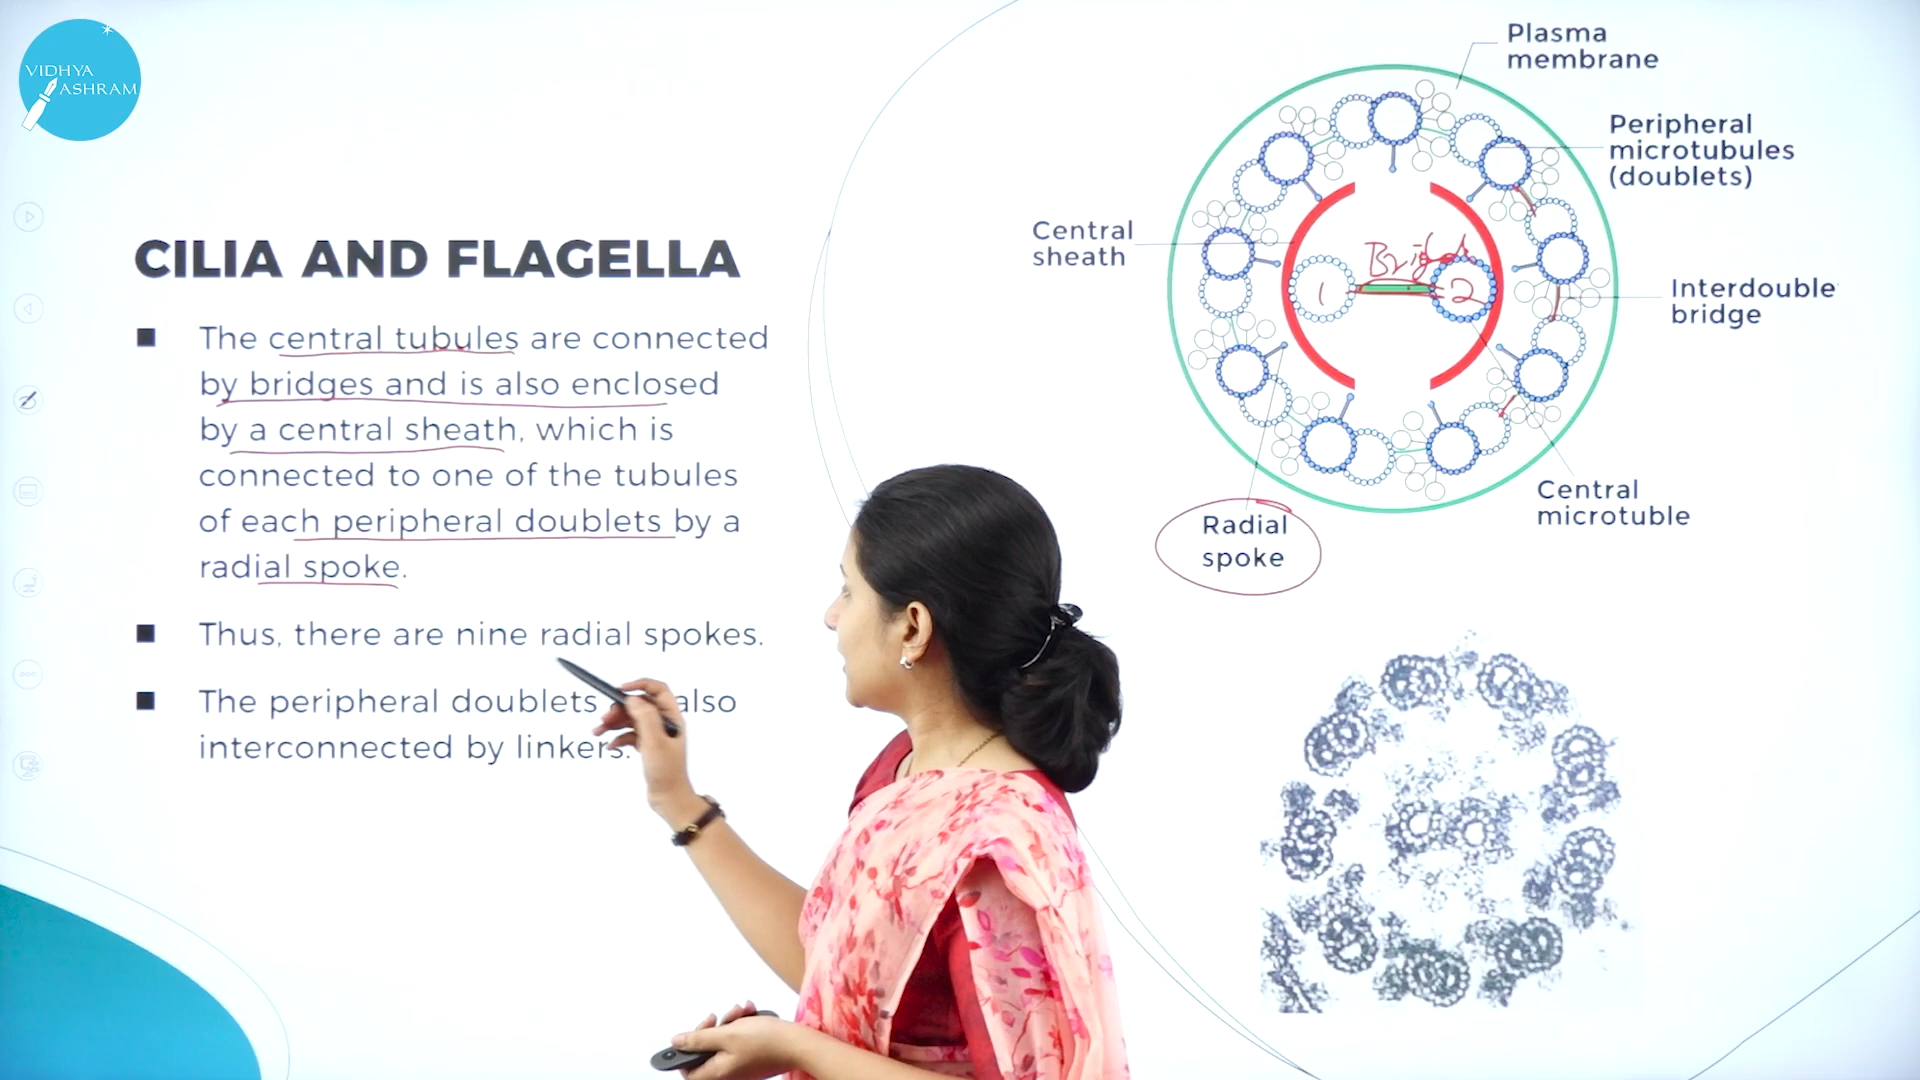 VIDHYA
ASHRAM
CILIA AND FLAGELLA
The central tubules are connected
by bridges and is also enclosed
by a central sheath, which is
connected to one of the tubules
of each peripheral doublets by a
radial spoke.
Thus, there are nine radial spokes.
The peripheral doublets also
interconnected by linkers.
Plasma
membrane
Peripheral
microtubules
(doublets)
Central
sheath
1
2
Interdouble
bridge
Central
microtuble
Radial
spoke